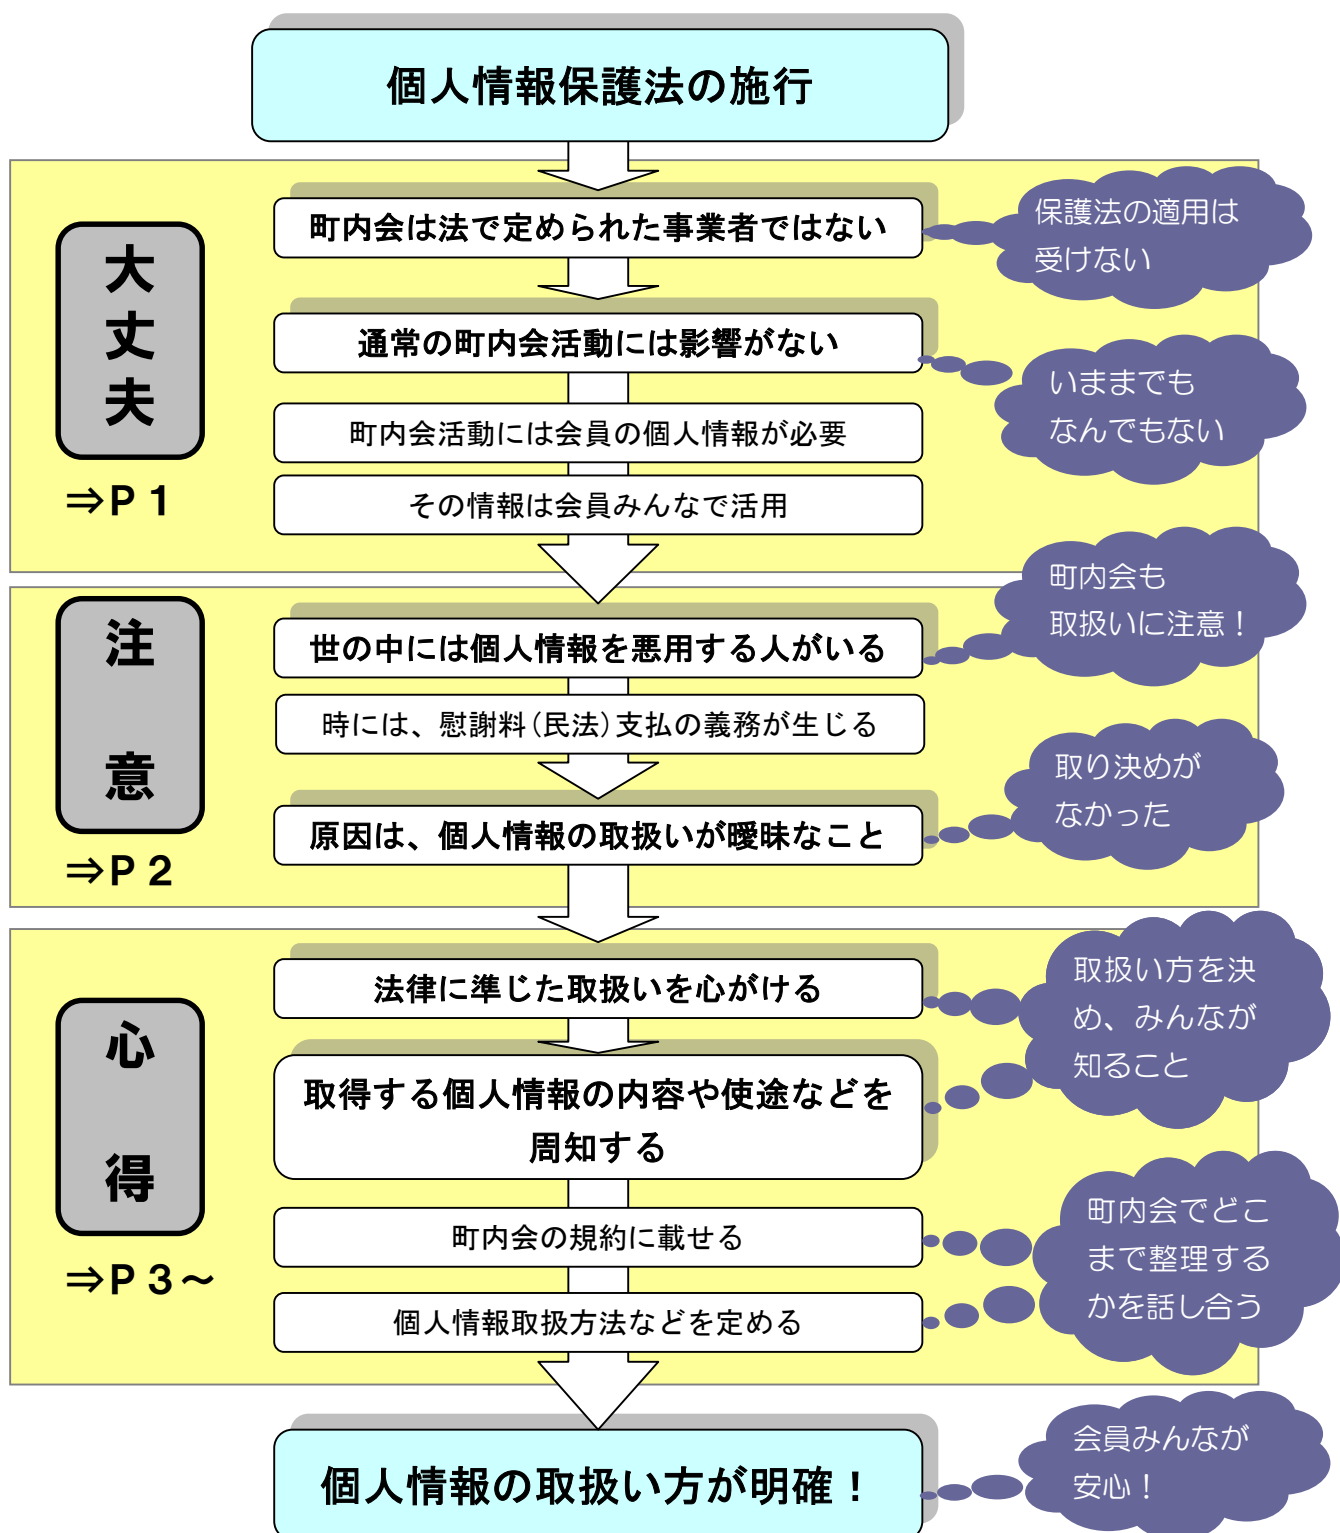 個人情報保護法の施行
大丈夫
⇒P1
町内会は法で定められた事業者ではない
保護法の適用は
受けない
通常の町内会活動には影響がない
いままでも
なんでもない
町内会活動には会員の個人情報が必要
その情報は会員みんなで活用
注意
⇒P2
町内会も
取扱いに注意！
世の中には個人情報を悪用する人がいる
時には、慰謝料(民法)支払の義務が生じる
取り決めが
なかった
原因は、個人情報の取扱いが曖昧なこと
心得
⇒P3～
法律に準じた取扱いを心がける
取扱い方を決
め、みんなが
知ること
取得する個人情報の内容や使途などを
周知する
町内会の規約に載せる
町内会でどこ
まで整理する
かを話し合う
個人情報取扱方法などを定める
個人情報の取扱い方が明確！
会員みんなが
安心！